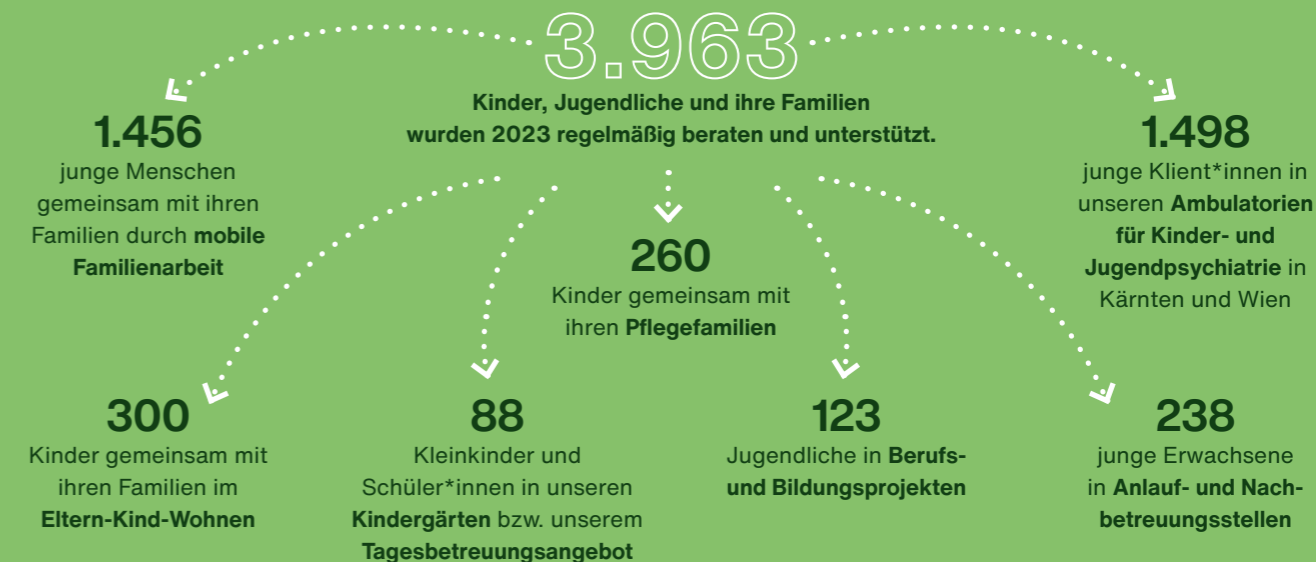 3.963
Kinder, Jugendliche und ihre Familien
wurden 2023 regelmäßig beraten und unterstützt.
1.456
junge Menschen
gemeinsam mit ihren
Familien durch mobile
Familienarbeit
1.498
junge Klient*innen in
unseren Ambulatorien
für Kinder- und
Jugendpsychiatrie in
Kärnten und Wien
260
Kinder gemeinsam mit
ihren Pflegefamilien
300
Kinder gemeinsam mit
ihren Familien im
Eltern-Kind-Wohnen
88
Kleinkinder und
Schüler*innen in unseren
Kindergärten bzw. unserem
Tagesbetreuungsangebot
123
Jugendliche in Berufs-
und Bildungsprojekten
238
junge Erwachsene
in Anlauf- und Nach-
betreuungsstellen